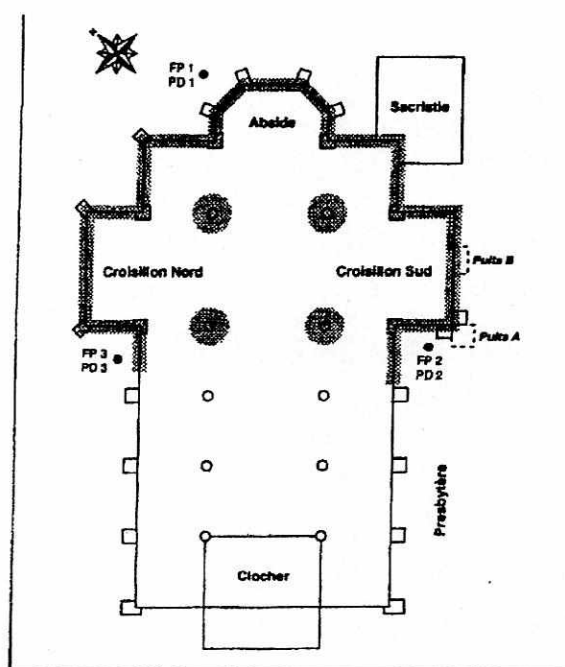 FP 1
PD 1
Sacristie
Abside
Croisillon Nord
Croisillon Sud
Puits B
Puits A
FP 3
PD 3
FP 2
PD 2
Presbytère
Clocher